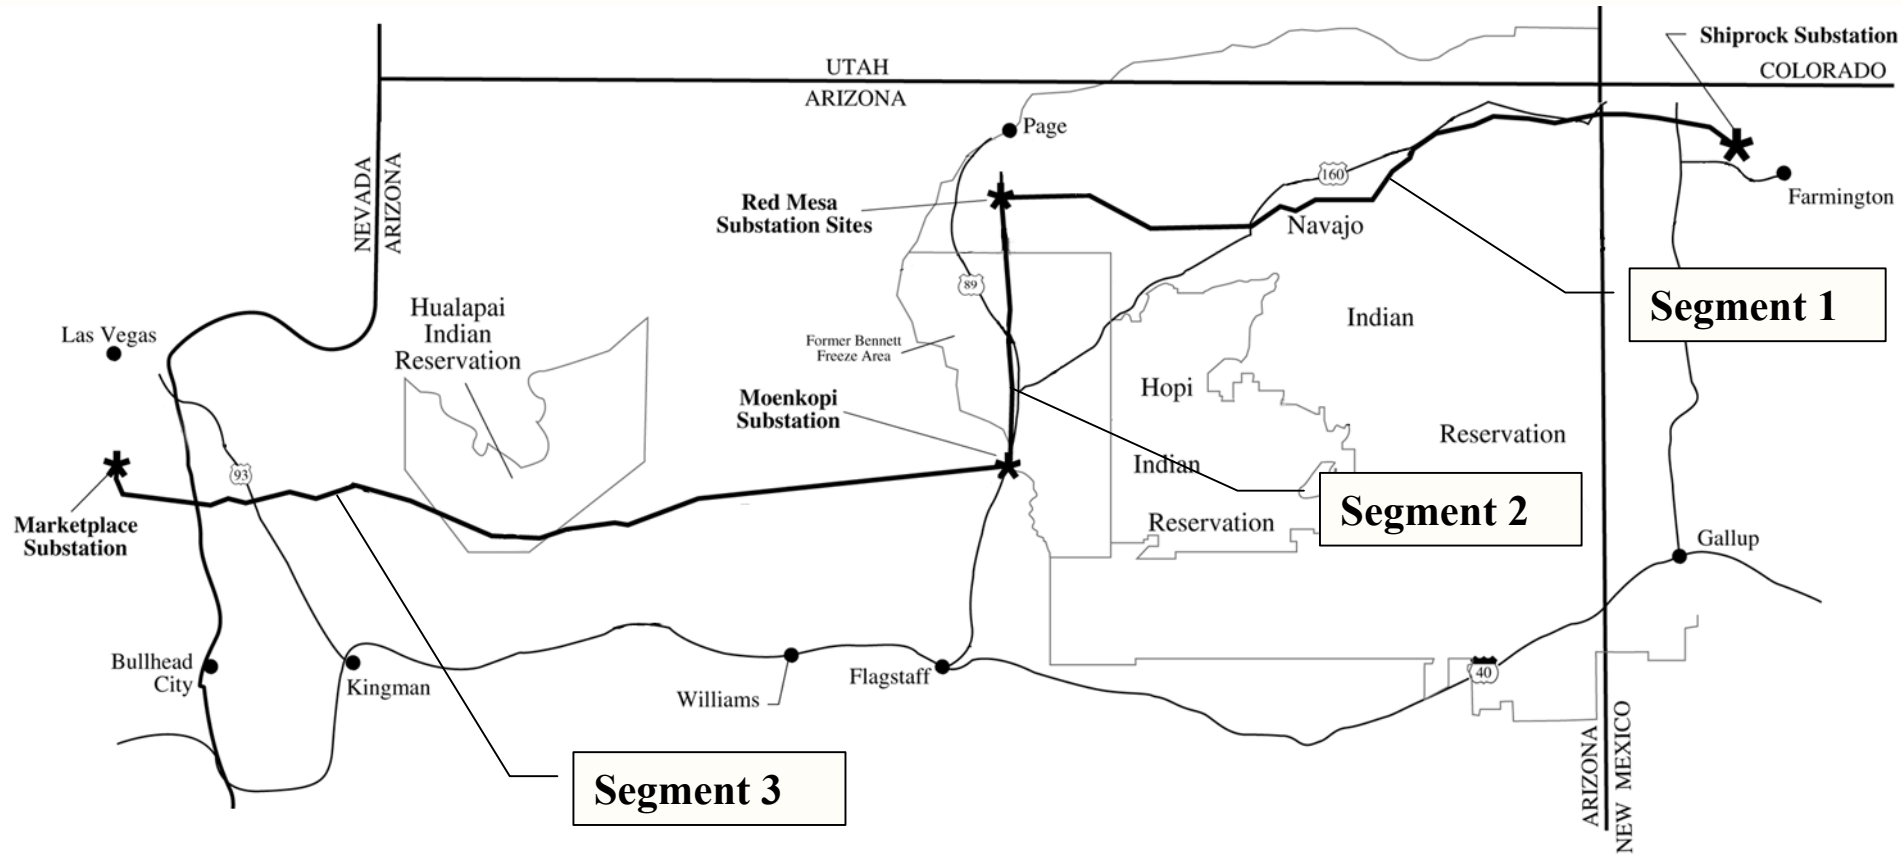 Shiprock Substation
UTAH
COLORADO
ARIZONA
Page
NEVADA
ARIZONA
160
Red Mesa
Substation Sites
Farmington
Navajo
89
Segment 1
Hualapai
Indian
Reservation
Indian
Las Vegas
Former Bennett
Freeze Area
Hopi
Moenkopi
Substation
Reservation
Indian
93
Segment 2
Marketplace
Substation
Reservation
Gallup
Bullhead
City
Kingman
Williams
Flagstaff
40
Segment 3
ARIZONA
NEW MEXICO